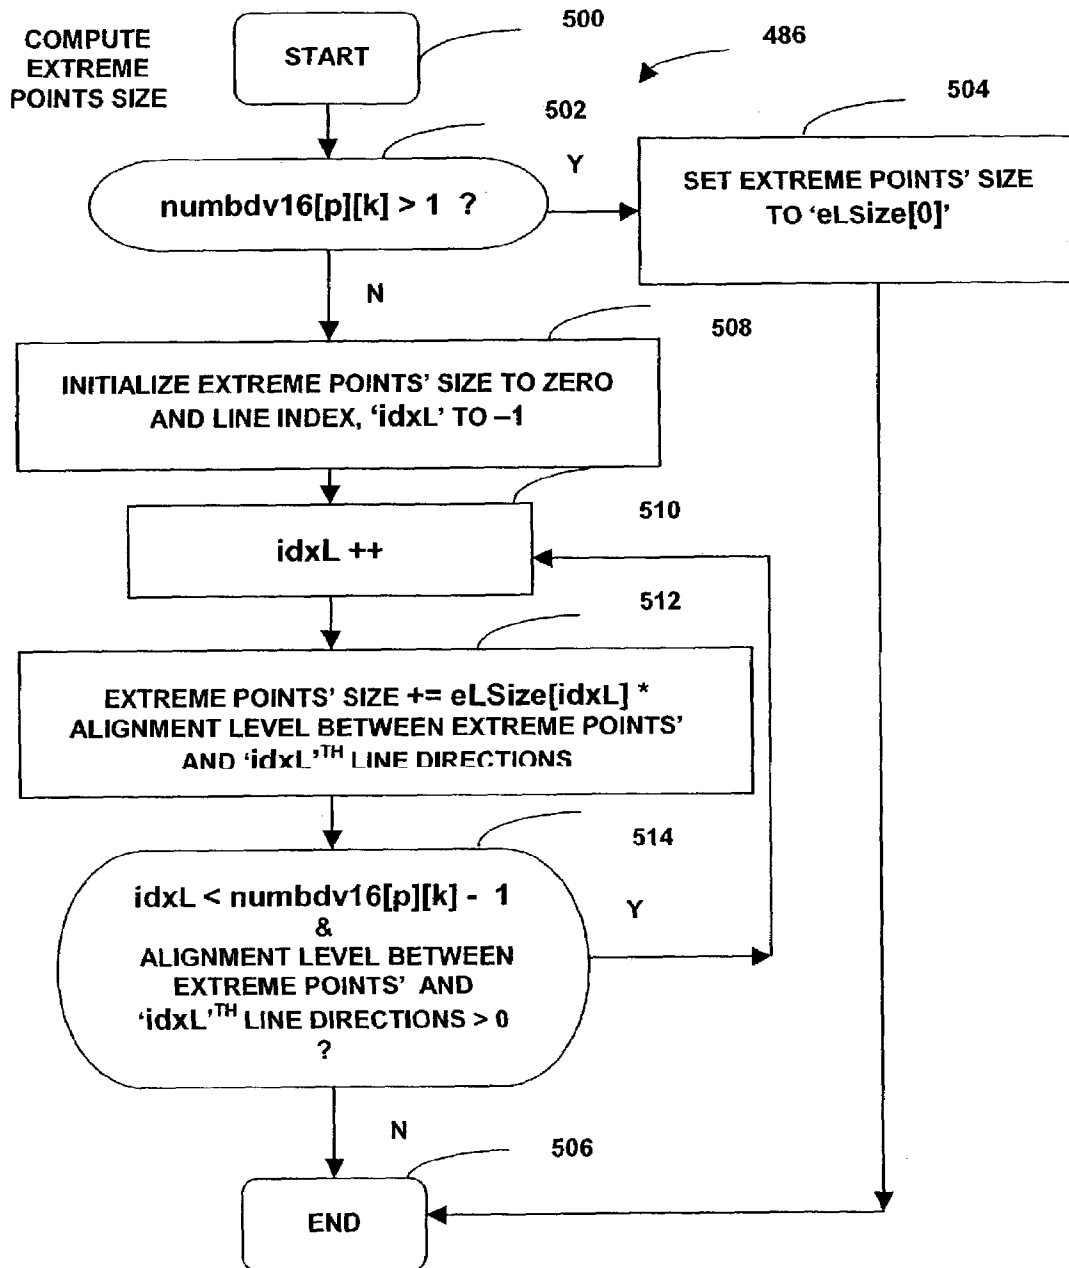 COMPUTE
EXTREME
POINTS SIZE
START
500
486
502
504
numbdv16[p][k] > 1 ?
Y
SET EXTREME POINTS' SIZE
TO 'eLSize[0]'
N
508
INITIALIZE EXTREME POINTS' SIZE TO ZERO
AND LINE INDEX, 'idxL' TO –1
510
idxL ++
512
EXTREME POINTS' SIZE += eLSize[idxL] *
ALIGNMENT LEVEL BETWEEN EXTREME POINTS'
AND 'idxL'TH LINE DIRECTIONS
514
idxL < numbdv16[p][k] - 1
&
ALIGNMENT LEVEL BETWEEN
EXTREME POINTS' AND
'idxL'TH LINE DIRECTIONS > 0
?
Y
N
506
END